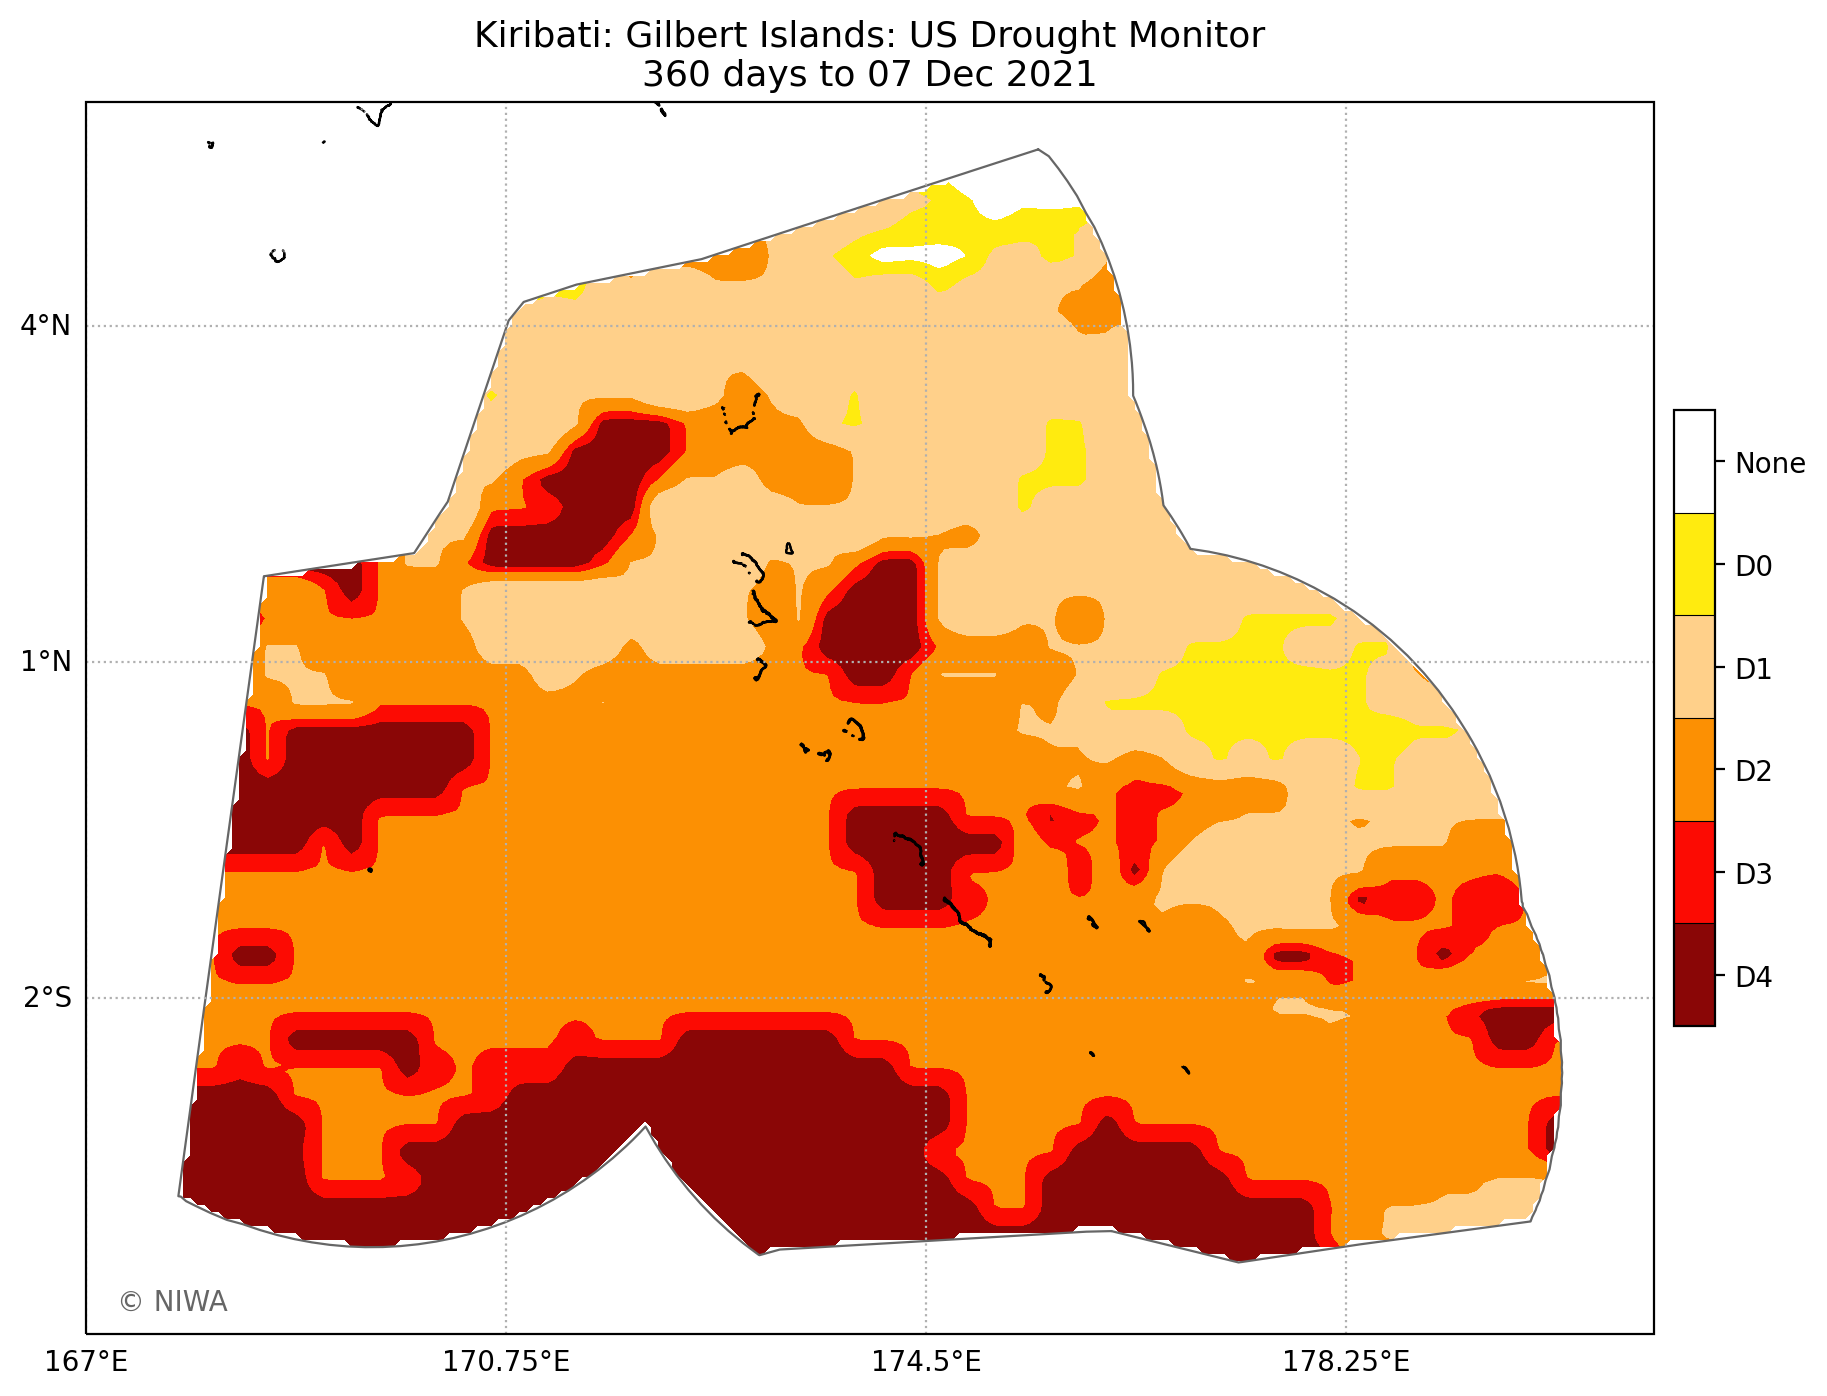 Kiribati: Gilbert Islands: US Drought Monitor
360 days to 07 Dec 2021
4°N
1°N
2°S
None
D0
D1
D2
D3
D4
© NIWA
167°E
170.75°E
174.5°E
178.25°E